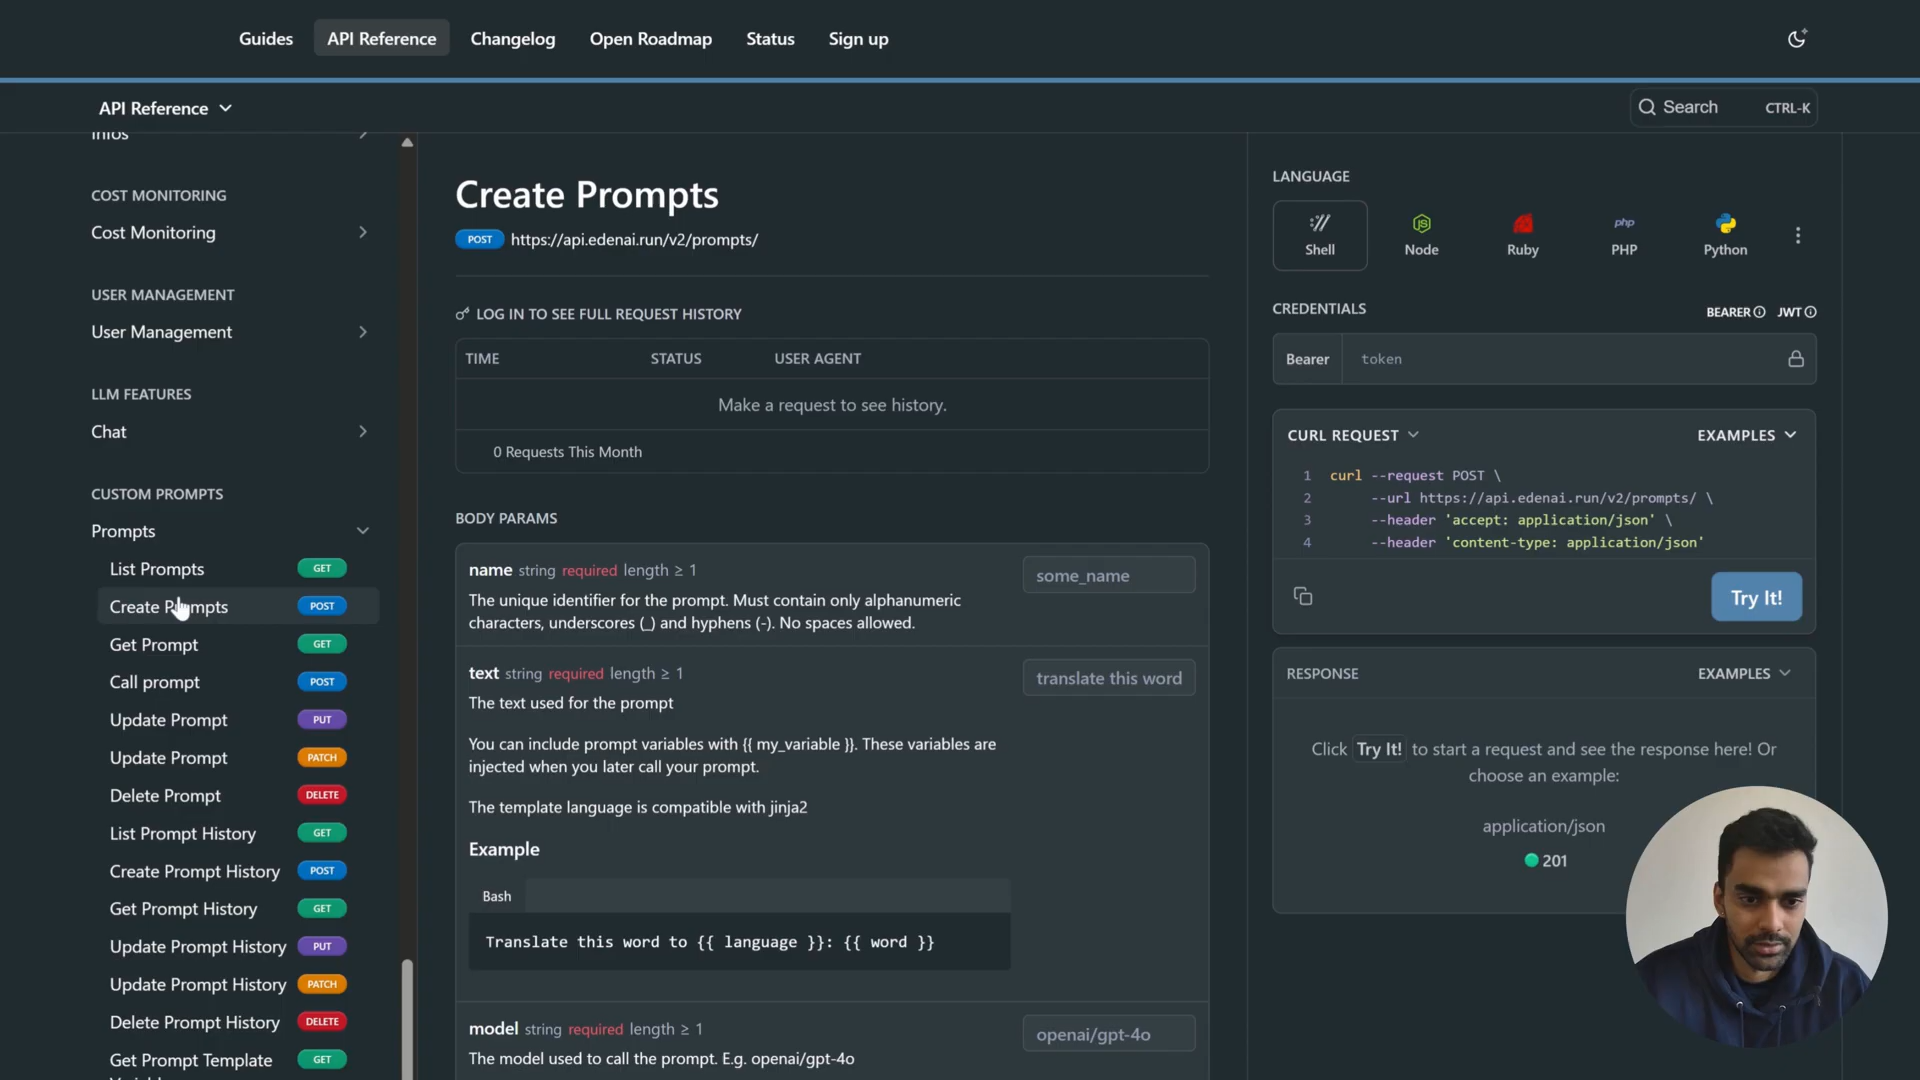 Guides
API Reference
Changelog
Open Roadmap
Status
Sign up
API Reference
Search
CTRL-K
Infos
COST MONITORING
Cost Monitoring
USER MANAGEMENT
User Management
LLM FEATURES
Chat
CUSTOM PROMPTS
Prompts
List Prompts GET
Create Prompts POST
Get Prompt GET
Call prompt POST
Update Prompt PUT
Update Prompt PATCH
Delete Prompt DELETE
List Prompt History GET
Create Prompt History POST
Get Prompt History GET
Update Prompt History PUT
Update Prompt History PATCH
Delete Prompt History DELETE
Get Prompt Template GET
Create Prompts
POST https://api.edenai.run/v2/prompts/
LOG IN TO SEE FULL REQUEST HISTORY
TIME STATUS USER AGENT
Make a request to see history.
0 Requests This Month
BODY PARAMS
name string required length ≥ 1
some_name
The unique identifier for the prompt. Must contain only alphanumeric
characters, underscores (_) and hyphens (-). No spaces allowed.
text string required length ≥ 1
translate this word
The text used for the prompt
You can include prompt variables with {{ my_variable }}. These variables are
injected when you later call your prompt.
The template language is compatible with jinja2
Example
Bash
Translate this word to {{ language }}: {{ word }}
model string required length ≥ 1
openai/gpt-4o
The model used to call the prompt. E.g. openai/gpt-4o
LANGUAGE
Shell
Node
Ruby
php
PHP
Python
CREDENTIALS
BEARER JWT
Bearer token
CURL REQUEST
EXAMPLES
1 curl --request POST \
2 --url https://api.edenai.run/v2/prompts/ \
3 --header 'accept: application/json' \
4 --header 'content-type: application/json'
Try It!
RESPONSE
EXAMPLES
Click Try It! to start a request and see the response here! Or
choose an example:
application/json
201